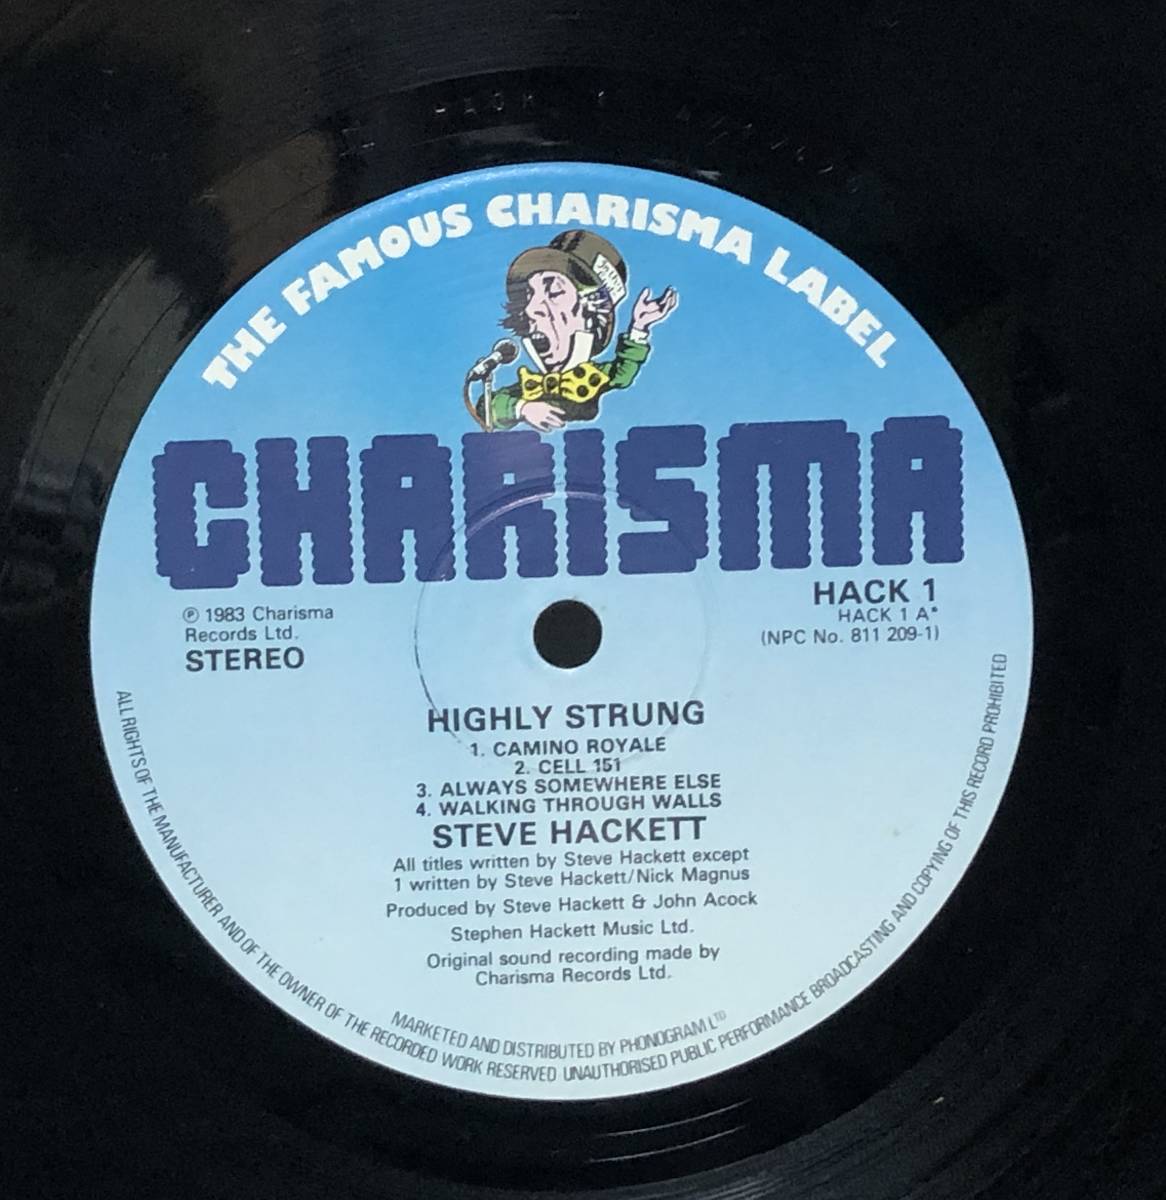 THE FAMOUS CHARISMA LABEL
CHARISMA
℗ 1983 Charisma
Records Ltd.
STEREO
HACK 1
HACK 1 A*
(NPC No. 811 209-1)
HIGHLY STRUNG
1. CAMINO ROYALE
2. CELL 151
3. ALWAYS SOMEWHERE ELSE
4. WALKING THROUGH WALLS
STEVE HACKETT
All titles written by Steve Hackett except
1 written by Steve Hackett/Nick Magnus
Produced by Steve Hackett & John Acock
Stephen Hackett Music Ltd.
Original sound recording made by
Charisma Records Ltd.
MARKETED AND DISTRIBUTED BY PHONOGRAM LTD
ALL RIGHTS OF THE MANUFACTURER AND OF THE OWNER OF THE RECORDED WORK RESERVED UNAUTHORISED PUBLIC PERFORMANCE BROADCASTING AND COPYING OF THIS RECORD PROHIBITED